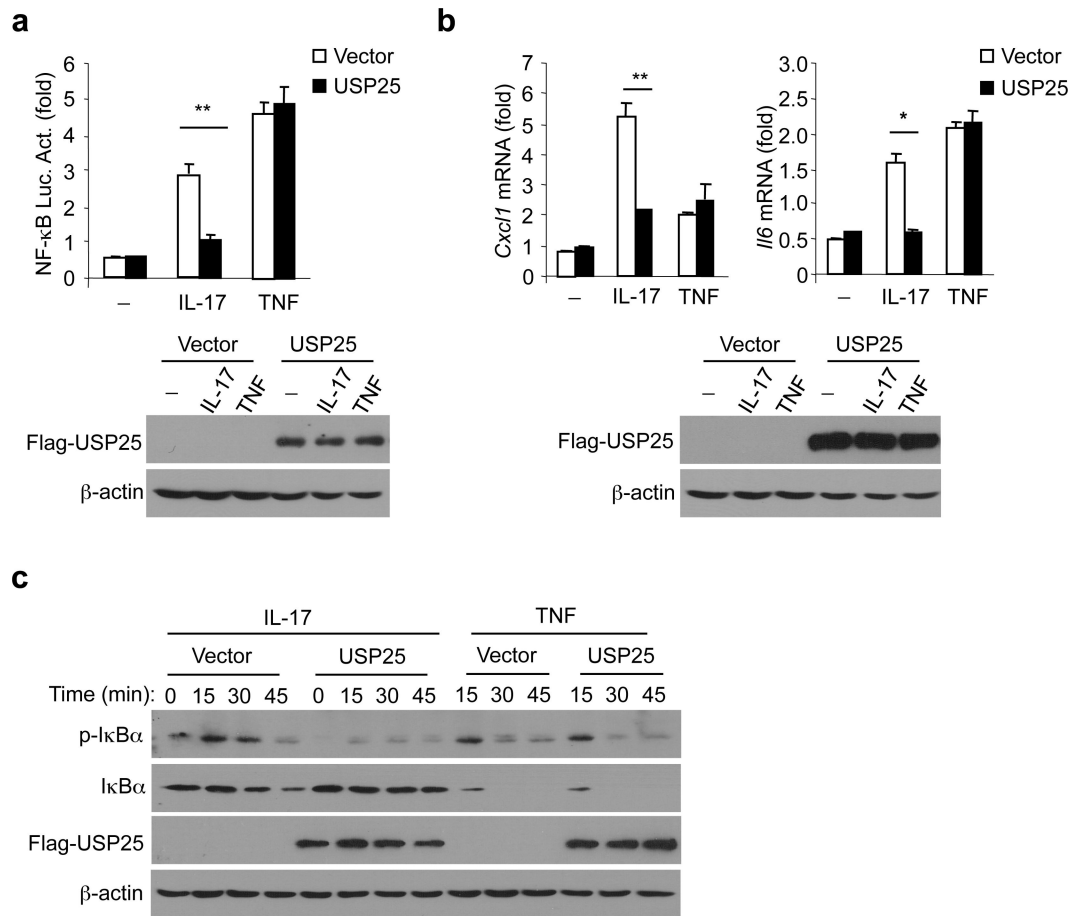 a
NF-κB Luc. Act. (fold)
6
5
4
3
2
1
0
**
Vector
USP25
– IL-17 TNF
Vector USP25
– IL-17 TNF – IL-17 TNF
Flag-USP25
β-actin
b
Cxcl1 mRNA (fold)
7
6
5
4
3
2
1
0
**
– IL-17 TNF
Il6 mRNA (fold)
3.0
2.5
2.0
1.5
1.0
0.5
0
*
Vector
USP25
– IL-17 TNF
Vector USP25
– IL-17 TNF – IL-17 TNF
Flag-USP25
β-actin
c
IL-17 TNF
Vector USP25 Vector USP25
Time (min): 0 15 30 45 0 15 30 45 15 30 45 15 30 45
p-IκBα
IκBα
Flag-USP25
β-actin